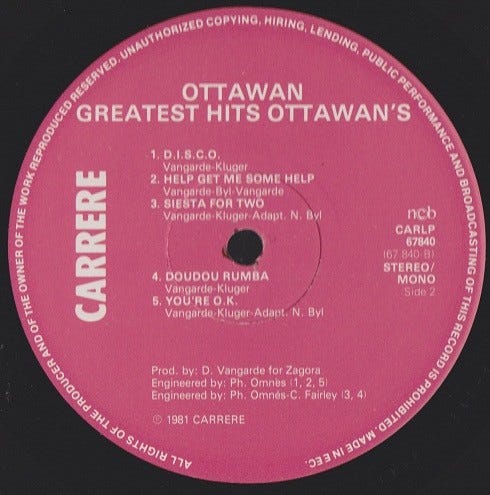 ALL RIGHTS OF THE PRODUCER AND OF THE OWNER OF THE WORK REPRODUCED RESERVED. UNAUTHORIZED COPYING, HIRING, LENDING, PUBLIC PERFORMANCE AND BROADCASTING OF THIS RECORD IS PROHIBITED. MADE IN EEC.
OTTAWAN
GREATEST HITS OTTAWAN'S
CARRERE
1. D.I.S.C.O.
Vangarde-Kluger
2. HELP GET ME SOME HELP
Vangarde-Byl-Vangarde
3. SIESTA FOR TWO
Vangarde-Kluger-Adapt. N. Byl
ncb
CARLP
67840
(67 840 B)
STEREO/
MONO
Side 2
4. DOUDOU RUMBA
Vangarde-Kluger
5. YOU'RE O.K.
Vangarde-Kluger-Adapt. N. Byl
Prod. by: D. Vangarde for Zagora
Engineered by: Ph. Omnès (1, 2, 5)
Engineered by: Ph. Omnés-C. Fairley (3, 4)
℗ 1981 CARRERE